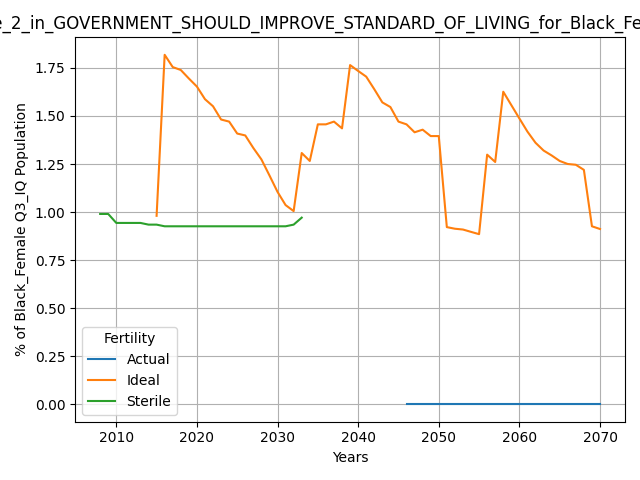 _2_in_GOVERNMENT_SHOULD_IMPROVE_STANDARD_OF_LIVING_for_Black_Fe
% of Black_Female Q3_IQ Population
1.75
1.50
1.25
1.00
0.75
0.50
0.25
0.00
Fertility
Actual
Ideal
Sterile
2010 2020 2030 2040 2050 2060 2070
Years